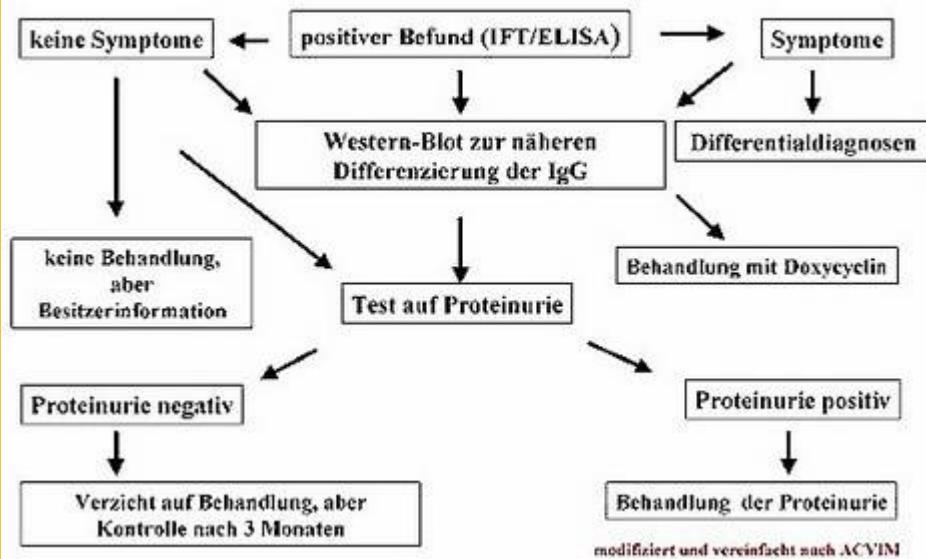 keine Symptome
positiver Befund (IFT/ELISA)
Symptome
Western-Blot zur näheren
Differenzierung der IgG
Differentialdiagnosen
keine Behandlung,
aber
Besitzerinformation
Behandlung mit Doxycyclin
Test auf Proteinurie
Proteinurie negativ
Proteinurie positiv
Verzicht auf Behandlung, aber
Kontrolle nach 3 Monaten
Behandlung der Proteinurie
modifiziert und vereinfacht nach ACVIM